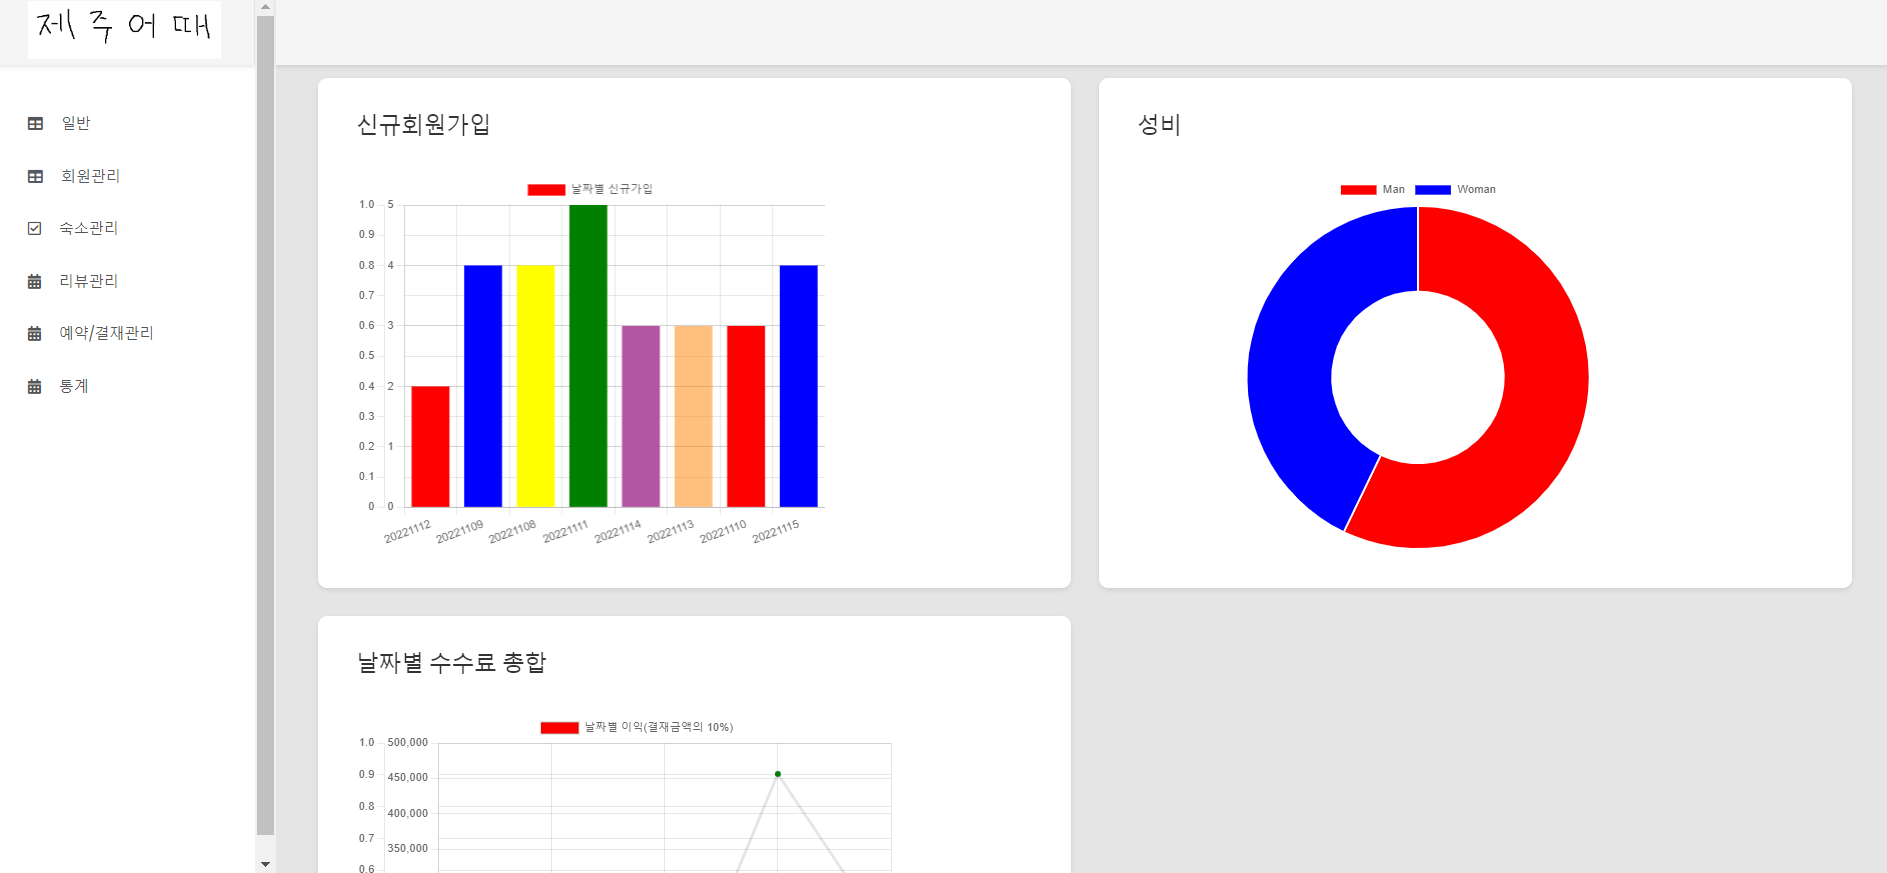 제주어때
일반
회원관리
숙소관리
리뷰관리
예약/결재관리
통계
신규회원가입
날짜별 신규가입
1.0 5
0.9
0.8 4
0.7
0.6 3
0.5
0.4 2
0.3
0.2 1
0.1
0 0
20221112 20221109 20221108 20221111 20221114 20221113 20221110 20221115
성비
Man Woman
날짜별 수수료 총합
날짜별 이익(결재금액의 10%)
1.0 500,000
0.9 450,000
0.8 400,000
0.7 350,000
0.6